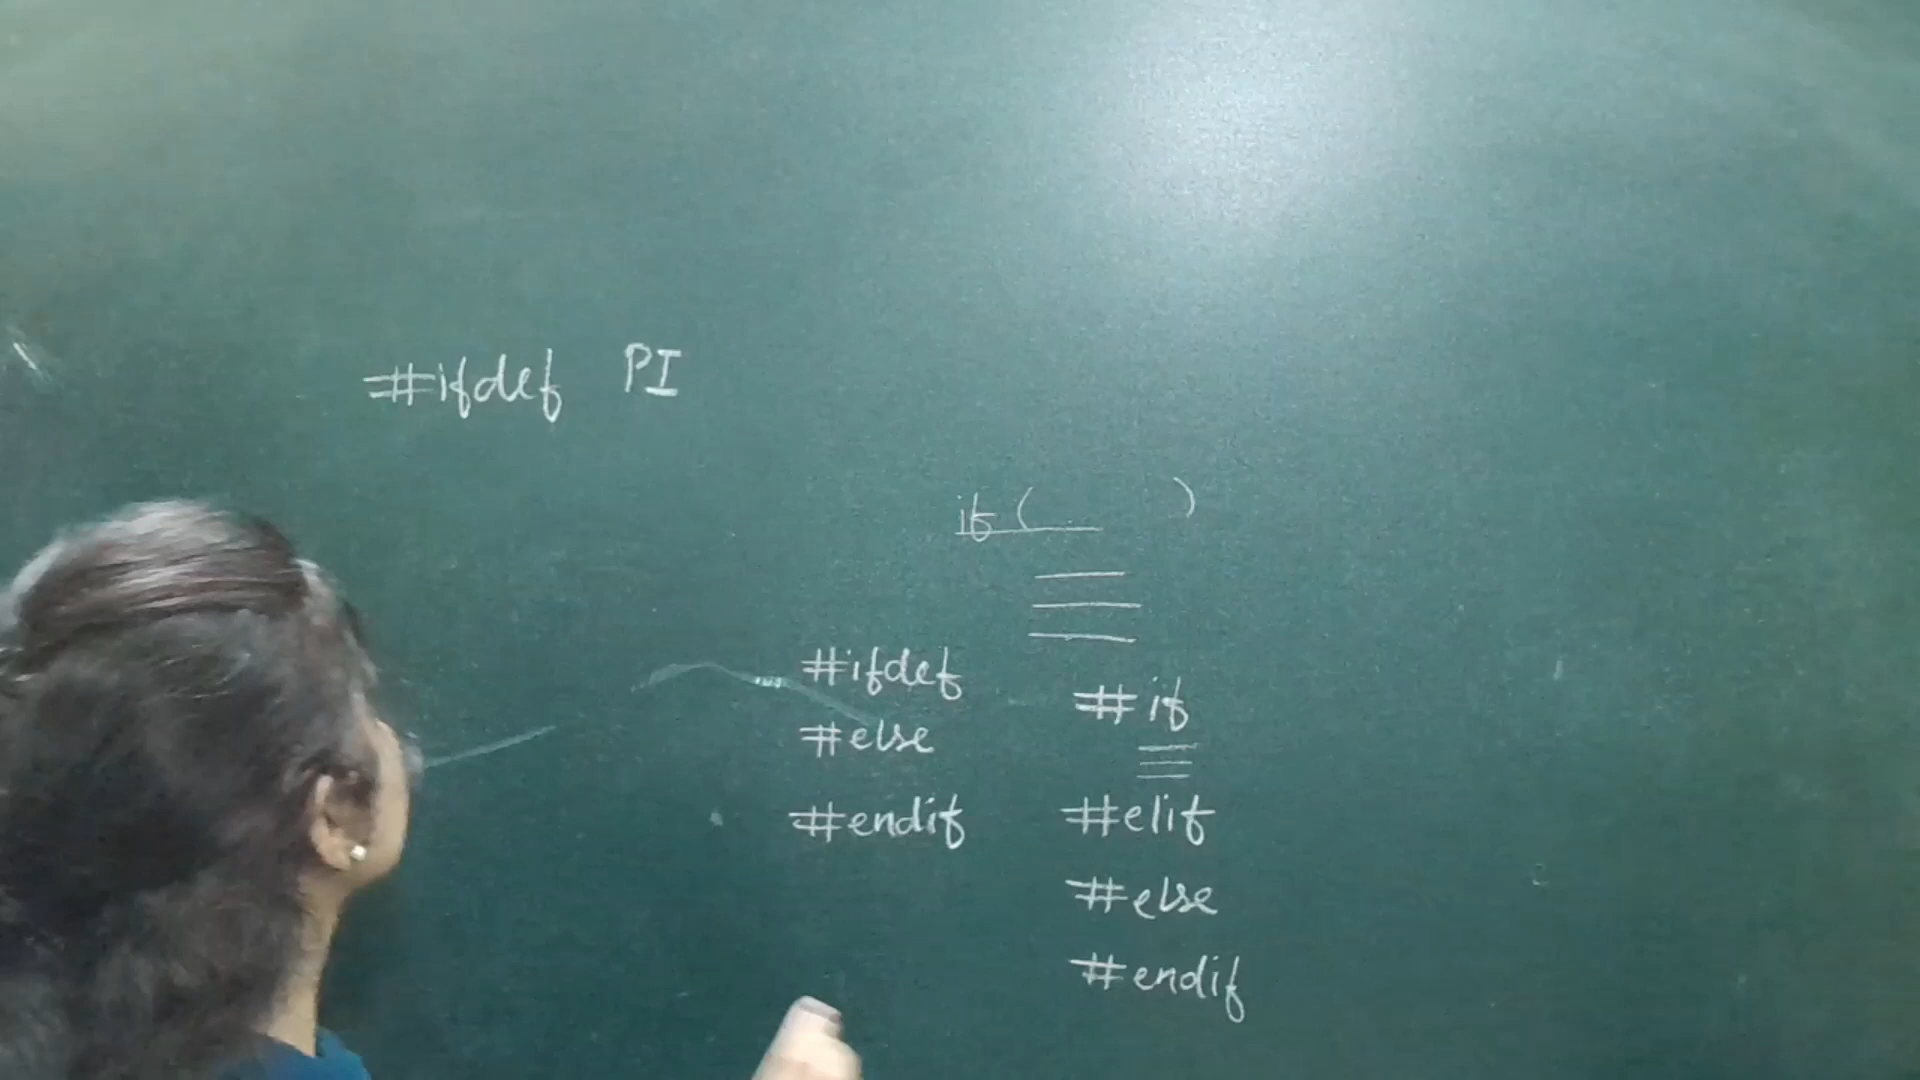 #ifdef PI
if ( )
#ifdef
#else
#endif
#if
#elif
#else
#endif